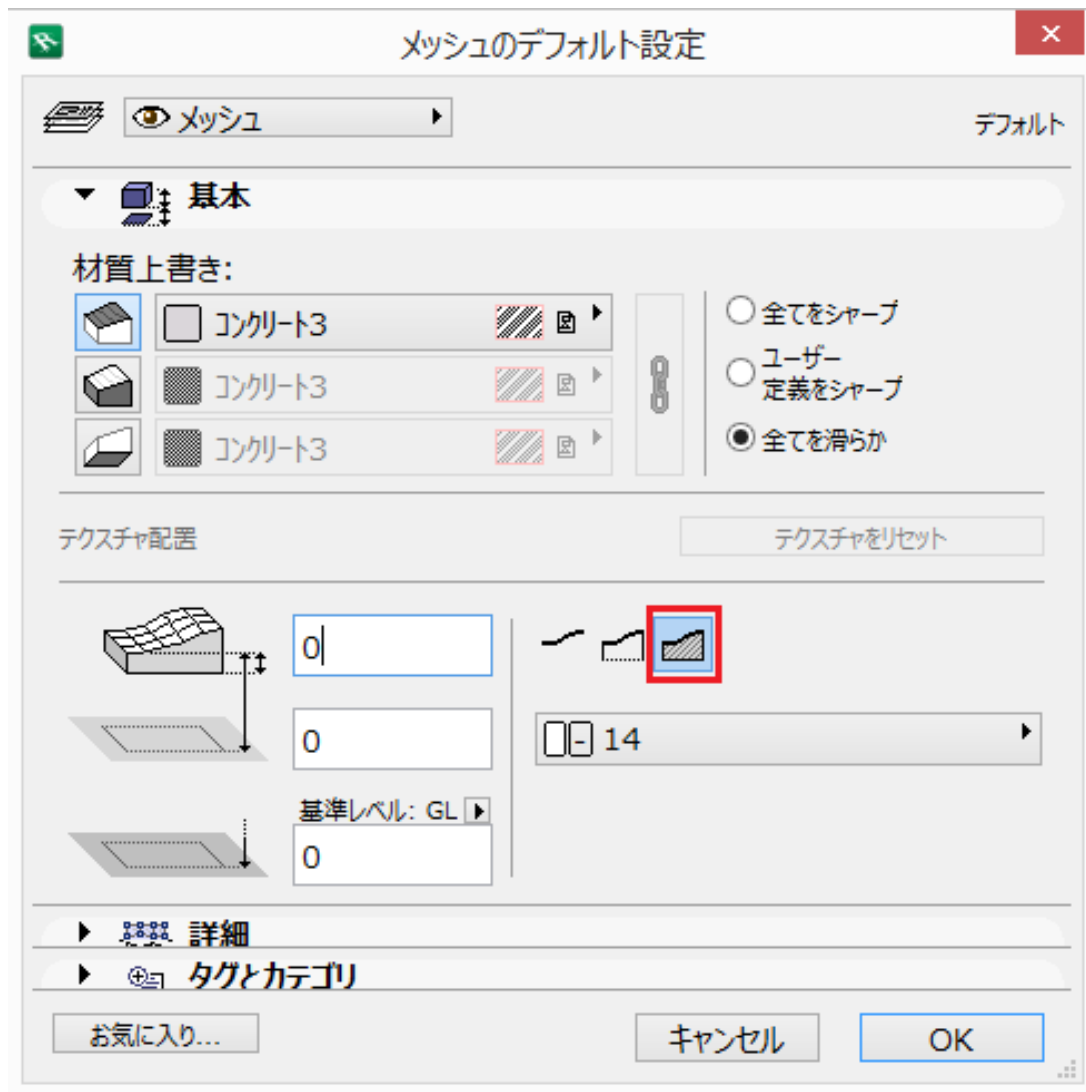 メッシュのデフォルト設定
メッシュ
デフォルト
基本
材質上書き:
コンクリート3
コンクリート3
コンクリート3
全てをシャープ
ユーザー
定義をシャープ
全てを滑らか
テクスチャ配置
テクスチャをリセット
0
0
基準レベル: GL
0
14
詳細
タグとカテゴリ
お気に入り...
キャンセル
OK